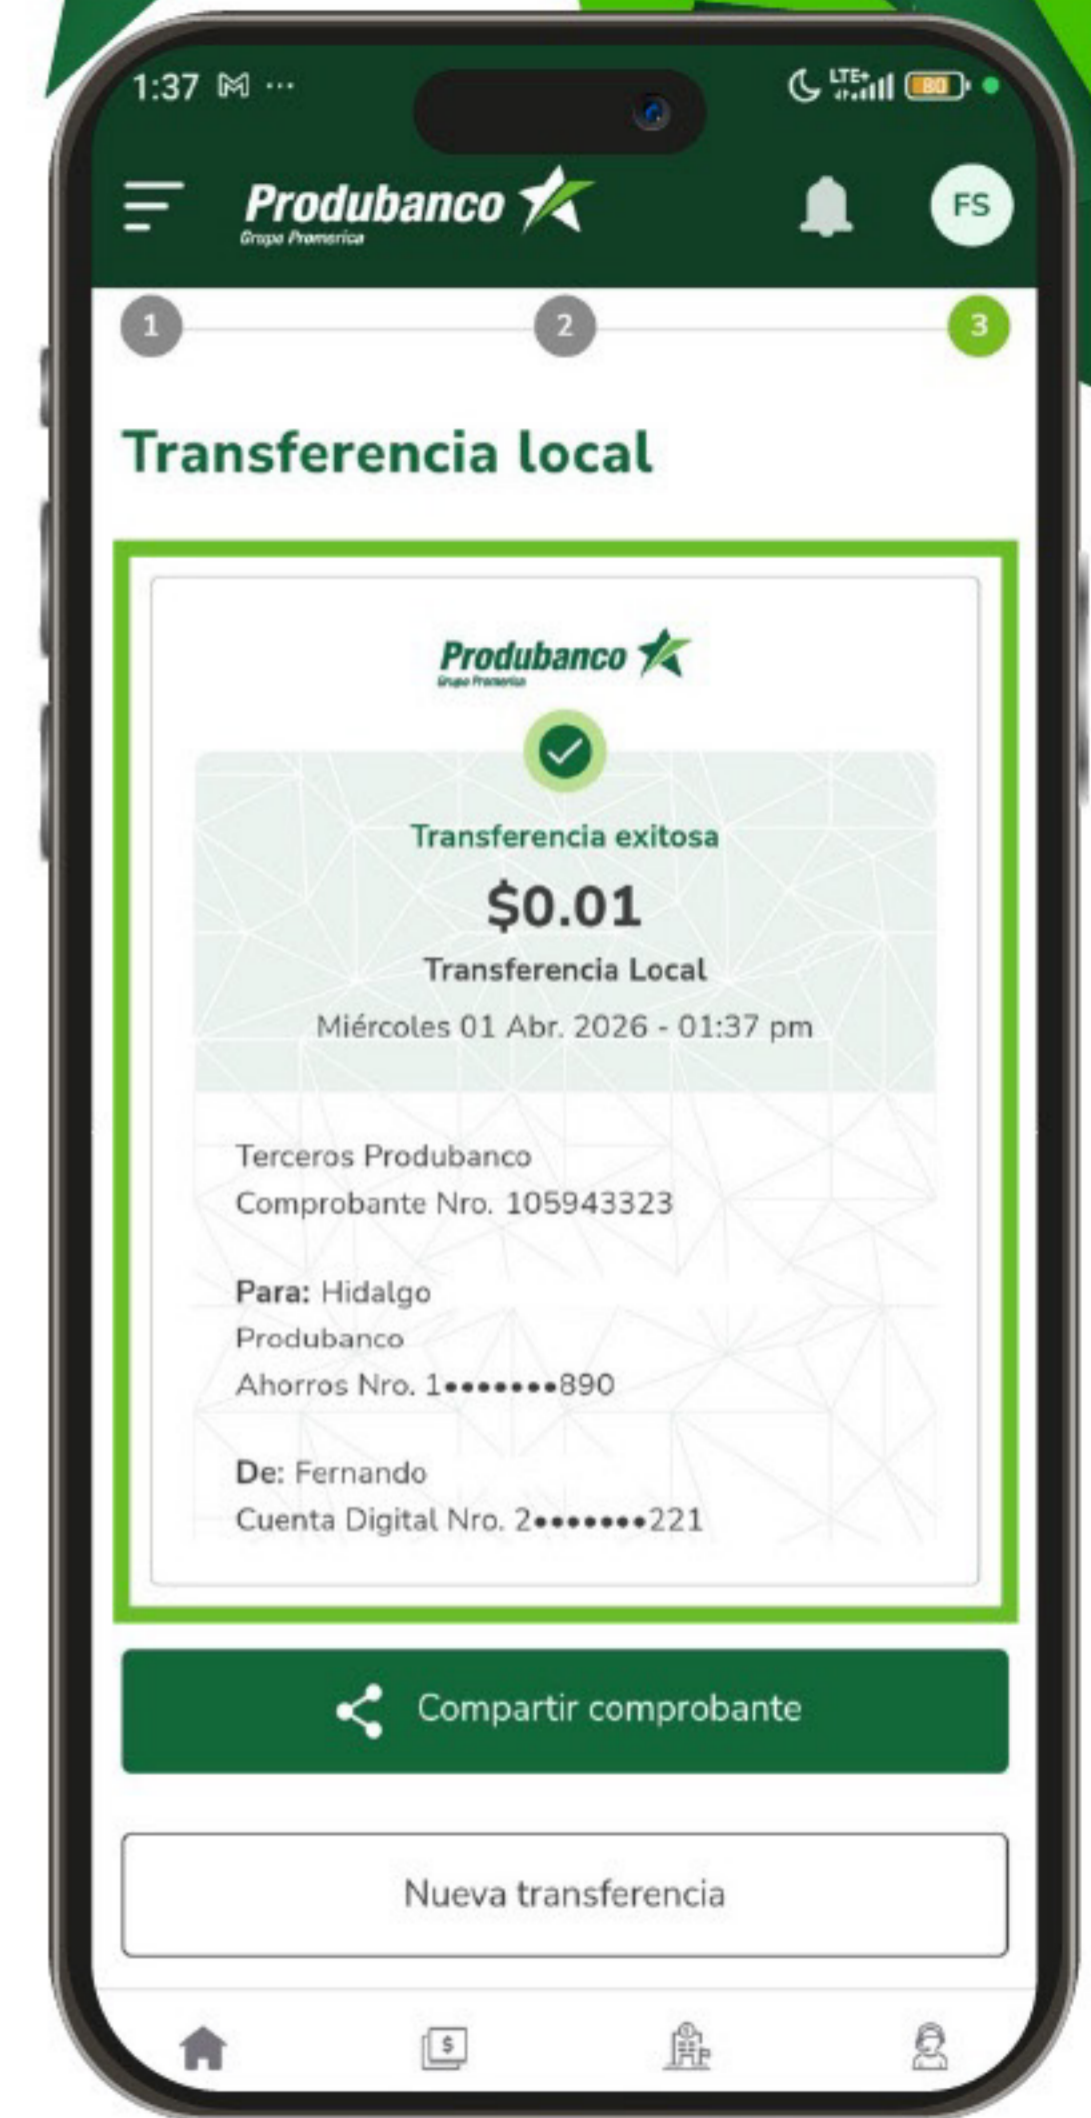 1:37 M ...
LTE+ 80
Produbanco
Grupo Promerica
FS
1 2 3
Transferencia local
Produbanco
Grupo Promerica
Transferencia exitosa
$0.01
Transferencia Local
Miércoles 01 Abr. 2026 - 01:37 pm
Terceros Produbanco
Comprobante Nro. 105943323
Para: Hidalgo
Produbanco
Ahorros Nro. 1•••••••890
De: Fernando
Cuenta Digital Nro. 2•••••••221
Compartir comprobante
Nueva transferencia
$